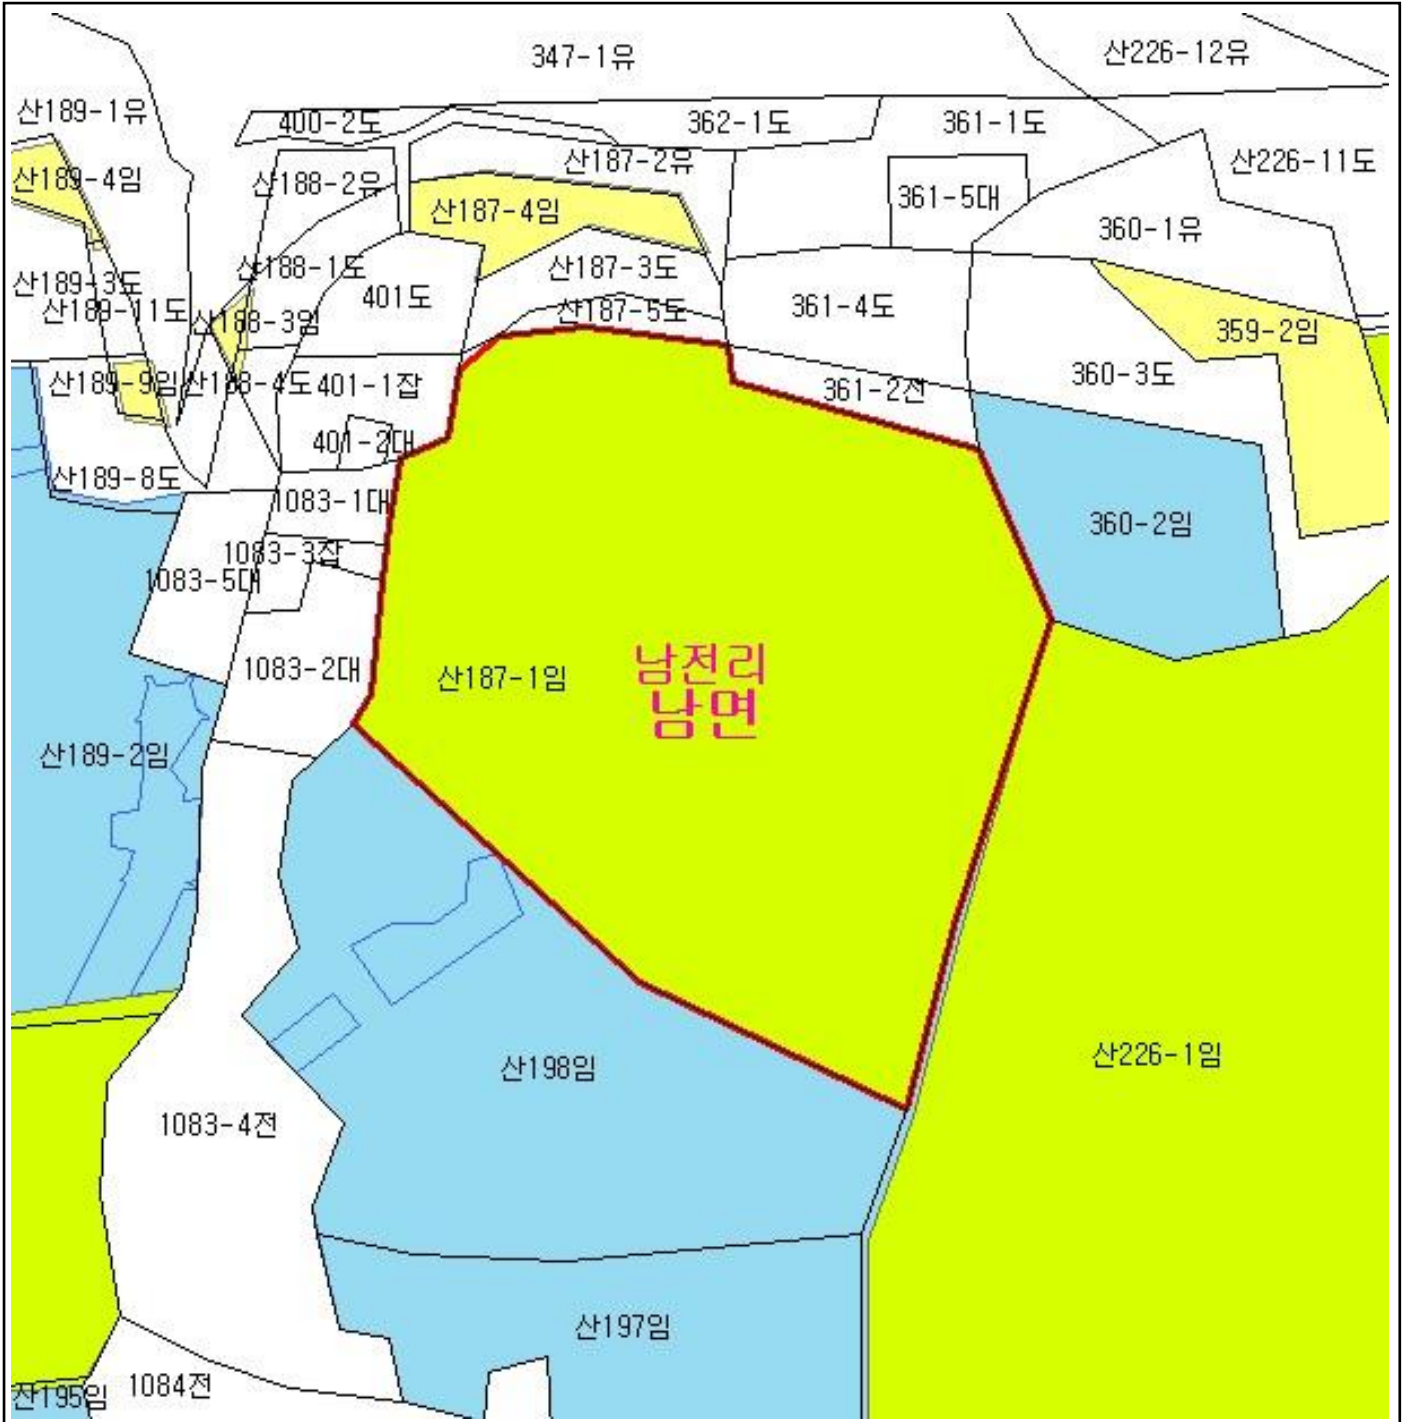 347-1유
산226-12유
산189-1유
400-2도
362-1도
361-1도
산187-2유
산226-11도
산189-4임
산188-2유
361-5대
산187-4임
360-1유
산188-1도
산187-3도
산189-3도
401도
산189-11도
산187-5도
361-4도
산188-3임
359-2임
산189-9임
산188-4도
401-1잡
361-2전
360-3도
401-2대
산189-8도
1083-1대
360-2임
1083-3잡
1083-5대
1083-2대
산187-1임
남전리
남면
산189-2임
산226-1임
산198임
1083-4전
산197임
1084전
산195임